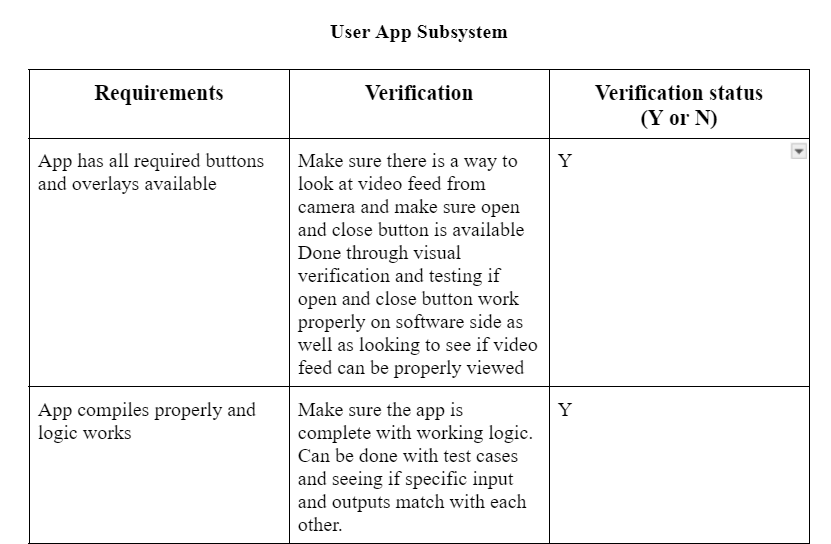 User App Subsystem
Requirements
Verification
Verification status
(Y or N)
App has all required buttons
and overlays available
Make sure there is a way to
look at video feed from
camera and make sure open
and close button is available
Done through visual
verification and testing if
open and close button work
properly on software side as
well as looking to see if video
feed can be properly viewed
Y
App compiles properly and
logic works
Make sure the app is
complete with working logic.
Can be done with test cases
and seeing if specific input
and outputs match with each
other.
Y